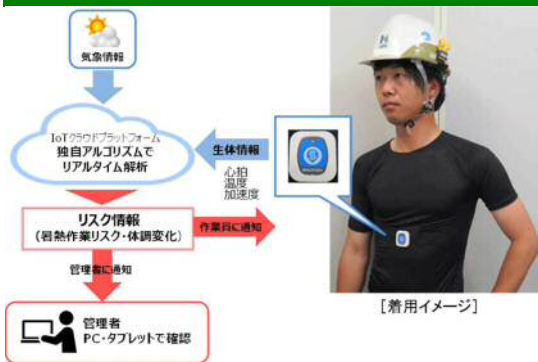 気象情報
IoTクラウドプラットフォーム
独自アルゴリズムで
リアルタイム解析
生体情報
心拍
温度
加速度
リスク情報
(暑熱作業リスク・体調変化)
作業員に通知
管理者に通知
管理者
PC・タブレットで確認
[着用イメージ]